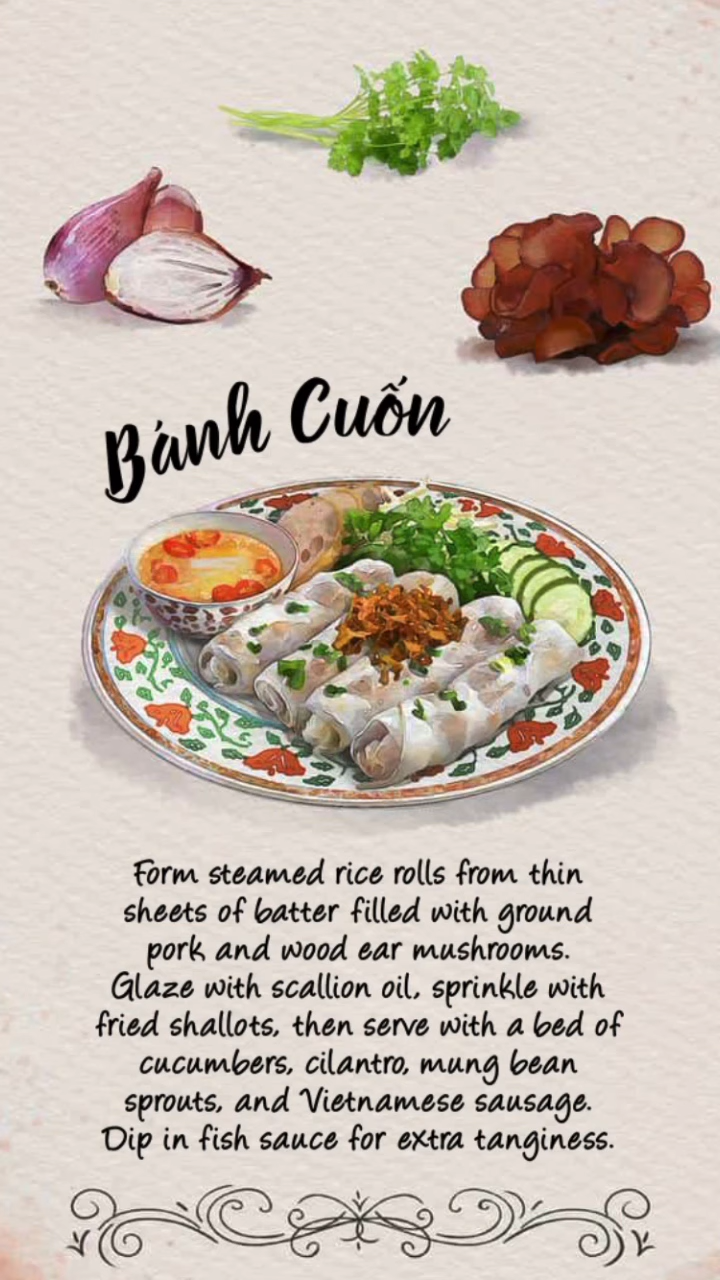 Bánh Cuốn
Form steamed rice rolls from thin
sheets of batter filled with ground
pork and wood ear mushrooms.
Glaze with scallion oil, sprinkle with
fried shallots, then serve with a bed of
cucumbers, cilantro, mung bean
sprouts, and Vietnamese sausage.
Dip in fish sauce for extra tanginess.